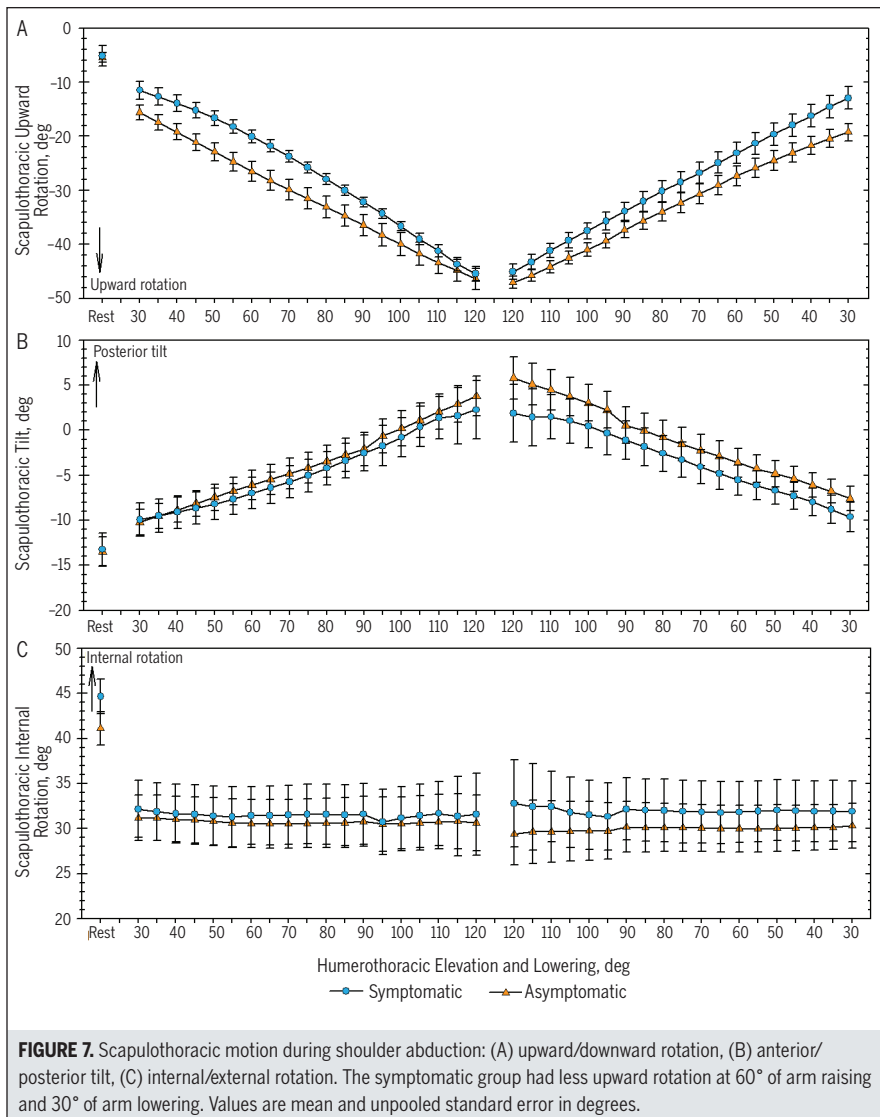 A
0
−10
−20
−30
−40
−50
Scapulothoracic Upward
Rotation, deg
Upward rotation
Rest 30 40 50 60 70 80 90 100 110 120 120 110 100 90 80 70 60 50 40 30
B
10
5
0
−5
−10
−15
−20
Posterior tilt
Scapulothoracic Tilt, deg
Rest 30 40 50 60 70 80 90 100 110 120 120 110 100 90 80 70 60 50 40 30
C
50
45
40
35
30
25
20
Internal rotation
Scapulothoracic Internal
Rotation, deg
Rest 30 40 50 60 70 80 90 100 110 120 120 110 100 90 80 70 60 50 40 30
Humerothoracic Elevation and Lowering, deg
Symptomatic Asymptomatic
FIGURE 7. Scapulothoracic motion during shoulder abduction: (A) upward/downward rotation, (B) anterior/
posterior tilt, (C) internal/external rotation. The symptomatic group had less upward rotation at 60° of arm raising
and 30° of arm lowering. Values are mean and unpooled standard error in degrees.